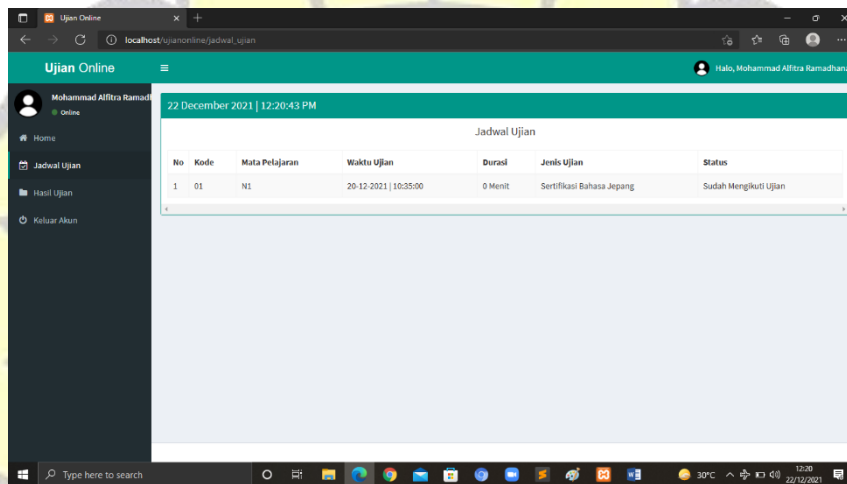 Ujian Online
localhost/ujianonline/jadwal_ujian
Ujian Online
Halo, Mohammad Alfitra Ramadhana
Mohammad Alfitra Ramadh
Online
22 December 2021 | 12:20:43 PM
Home
Jadwal Ujian
Jadwal Ujian
Hasil Ujian
Keluar Akun
No Kode Mata Pelajaran Waktu Ujian Durasi Jenis Ujian Status
1 01 N1 20-12-2021 | 10:35:00 0 Menit Sertifikasi Bahasa Jepang Sudah Mengikuti Ujian
Type here to search
30°C
12:20
22/12/2021